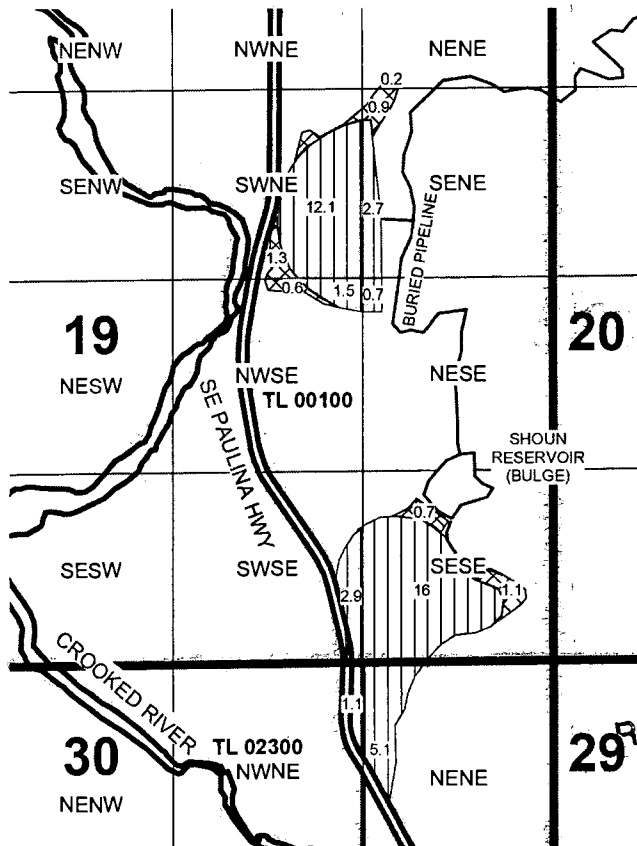 NENW NWNE NENE
0.2
0.9
SENW SWNE SENE
12.1 2.7
BURIED PIPELINE
1.3
0.6 1.5 0.7
19 20
NESW NWSE NESE
TL 00100
SE PAULINA HWY
SHOUN
RESERVOIR
(BULGE)
0.7
SESW SWSE SESE
2.9 16 1.1
CROOKED RIVER
1.1
30 TL 02300 5.1 29
NWNE NENE
NENW
R